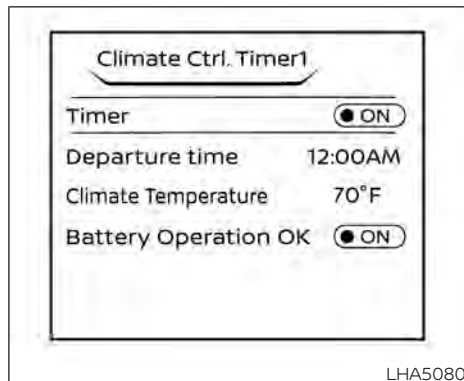 Climate Ctrl. Timer1
Timer ON
Departure time 12:00AM
Climate Temperature 70°F
Battery Operation OK ON
LHA5080